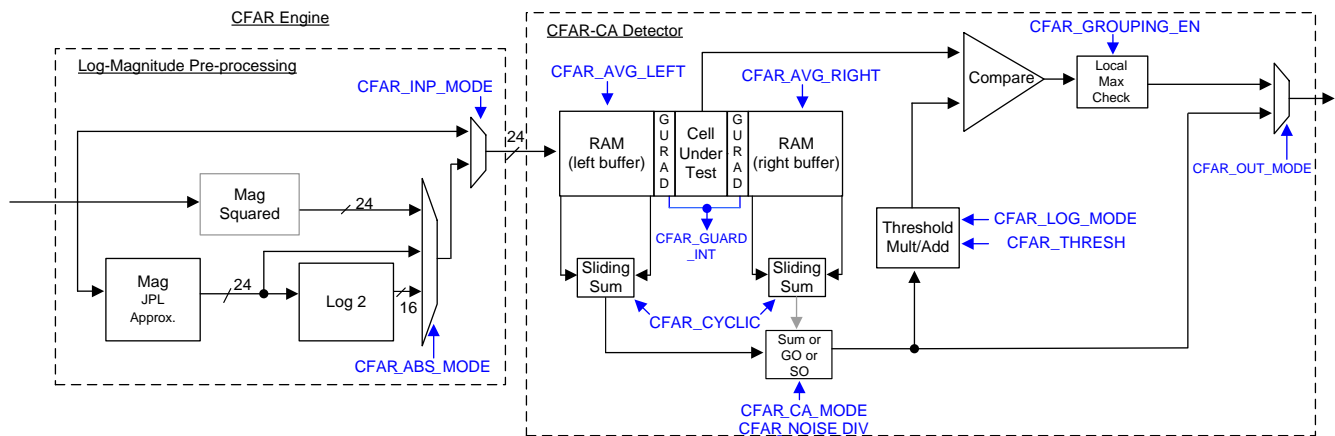 CFAR Engine
Log-Magnitude Pre-processing
CFAR_INP_MODE
24
Mag
Squared
24
Mag
JPL
Approx.
24
Log 2
16
CFAR_ABS_MODE
CFAR-CA Detector
CFAR_AVG_LEFT
CFAR_AVG_RIGHT
RAM
(left buffer)
GURAD
Cell
Under
Test
GURAD
RAM
(right buffer)
CFAR_GUARD
_INT
Sliding
Sum
Sliding
Sum
CFAR_CYCLIC
Sum or
GO or
SO
CFAR_CA_MODE
CFAR_NOISE_DIV
Compare
CFAR_GROUPING_EN
Local
Max
Check
Threshold
Mult/Add
CFAR_LOG_MODE
CFAR_THRESH
CFAR_OUT_MODE